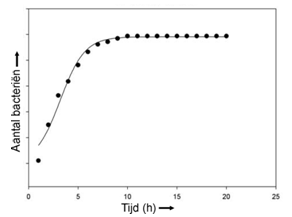 Aantal bacteriën →
0 5 10 15 20 25
Tijd (h) →